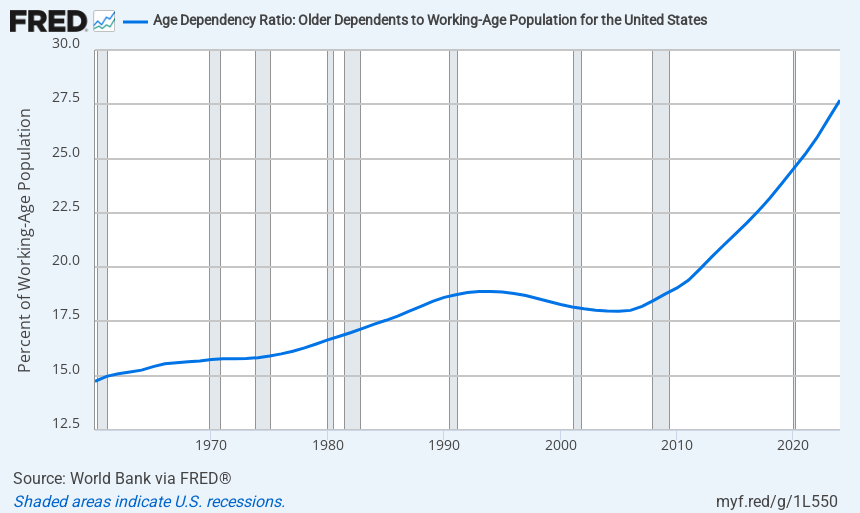 FRED
Age Dependency Ratio: Older Dependents to Working-Age Population for the United States
Percent of Working-Age Population
30.0
27.5
25.0
22.5
20.0
17.5
15.0
12.5
1970 1980 1990 2000 2010 2020
Source: World Bank via FRED®
Shaded areas indicate U.S. recessions.
myf.red/g/1L550